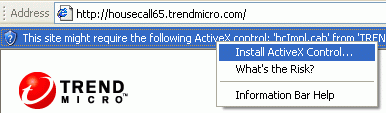 Address http://housecall65.trendmicro.com/
This site might require the following ActiveX control: 'hcImpl.cab' from 'TREN
Install ActiveX Control...
What's the Risk?
Information Bar Help
TREND
MICRO™